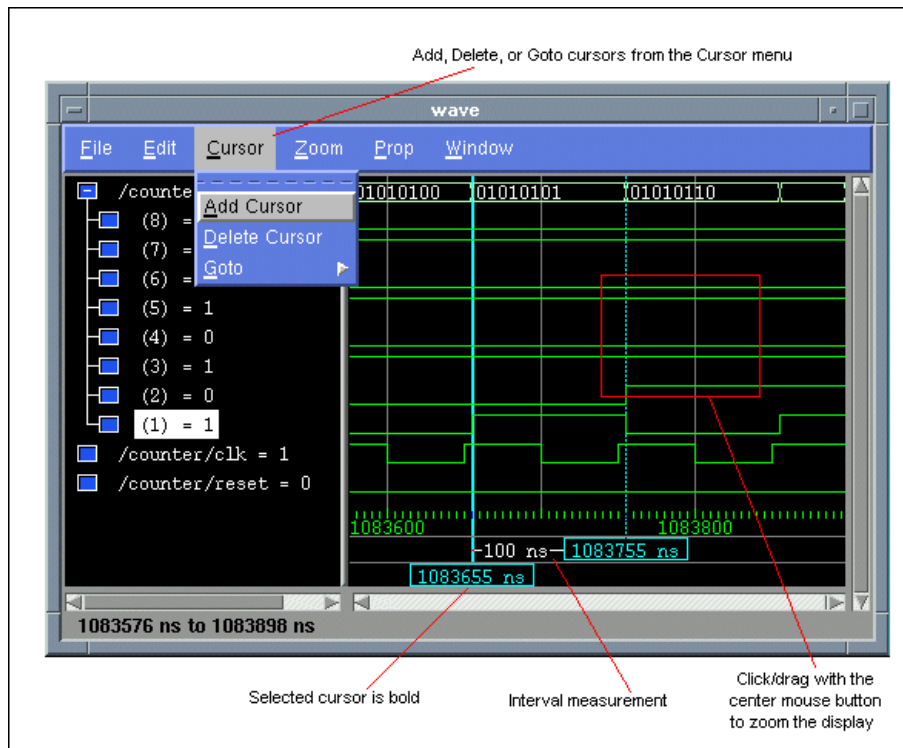 Add, Delete, or Goto cursors from the Cursor menu
wave
File Edit Cursor Zoom Prop Window
/counte
01010100 01010101 01010110
Add Cursor
(8) =
Delete Cursor
(7) =
Goto
(6) =
(5) = 1
(4) = 0
(3) = 1
(2) = 0
(1) = 1
/counter/clk = 1
/counter/reset = 0
1083600 1083800
100 ns 1083755 ns
1083655 ns
1083576 ns to 1083898 ns
Selected cursor is bold
Interval measurement
Click/drag with the
center mouse button
to zoom the display